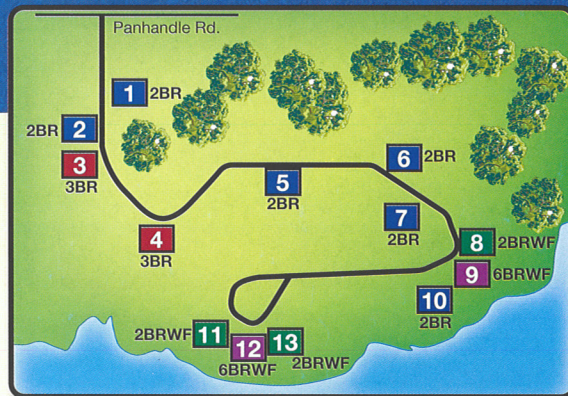 Panhandle Rd.
1 2BR
2BR 2
3
3BR
4
3BR
5
2BR
6 2BR
7
2BR
8 2BRWF
9 6BRWF
10
2BR
2BRWF 11
12
6BRWF
13
2BRWF